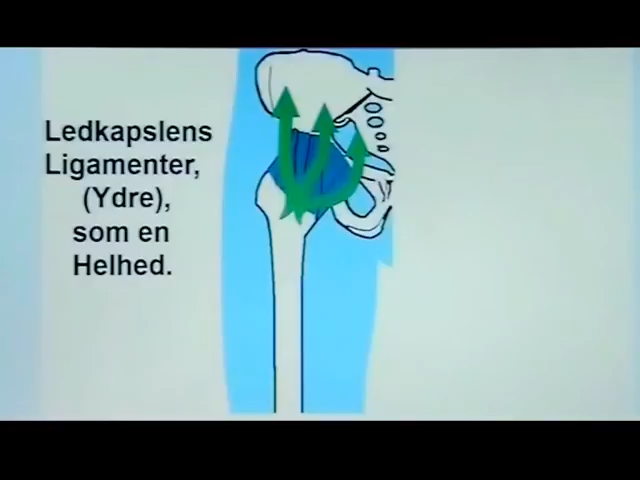 Ledkapslens
Ligamenter,
(Ydre),
som en
Helhed.